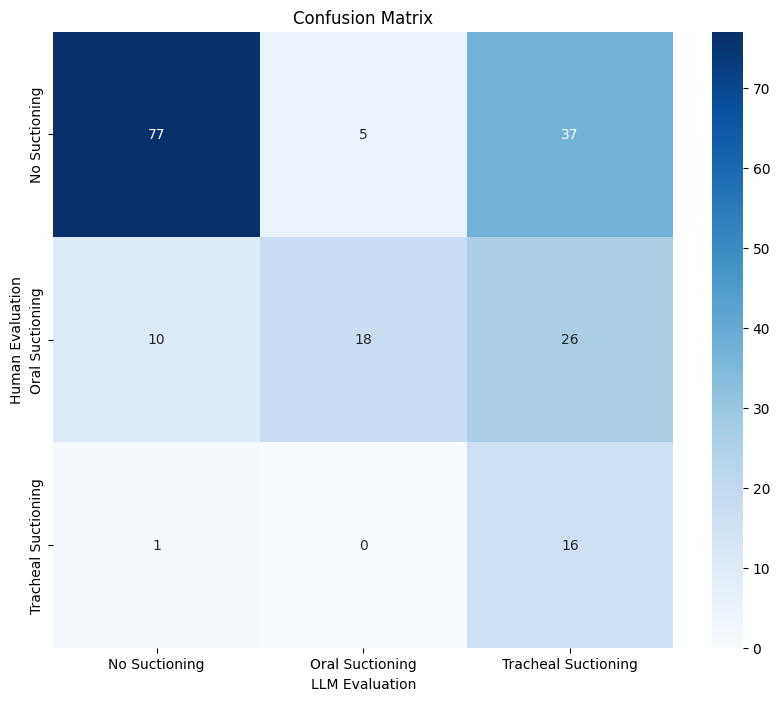 Confusion Matrix
Human Evaluation
No Suctioning
77
5
37
Oral Suctioning
10
18
26
Tracheal Suctioning
1
0
16
No Suctioning
Oral Suctioning
Tracheal Suctioning
LLM Evaluation
70
60
50
40
30
20
10
0